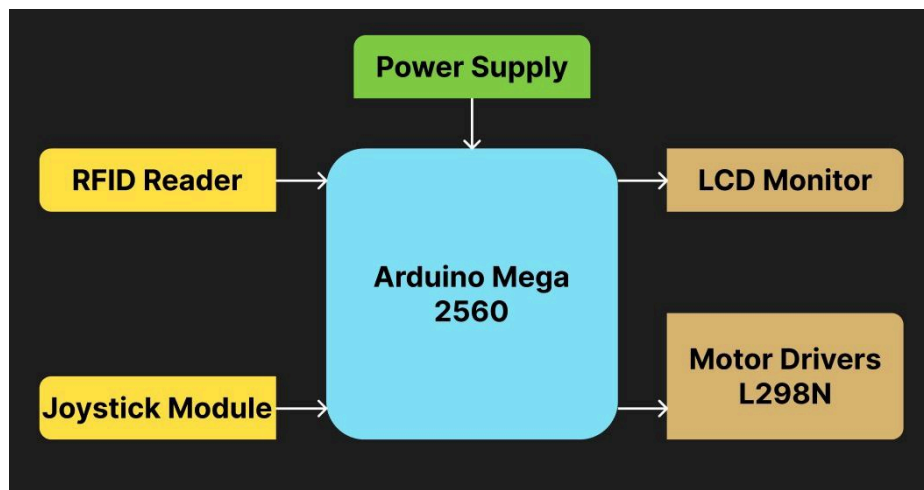 Power Supply
RFID Reader
LCD Monitor
Arduino Mega
2560
Joystick Module
Motor Drivers
L298N